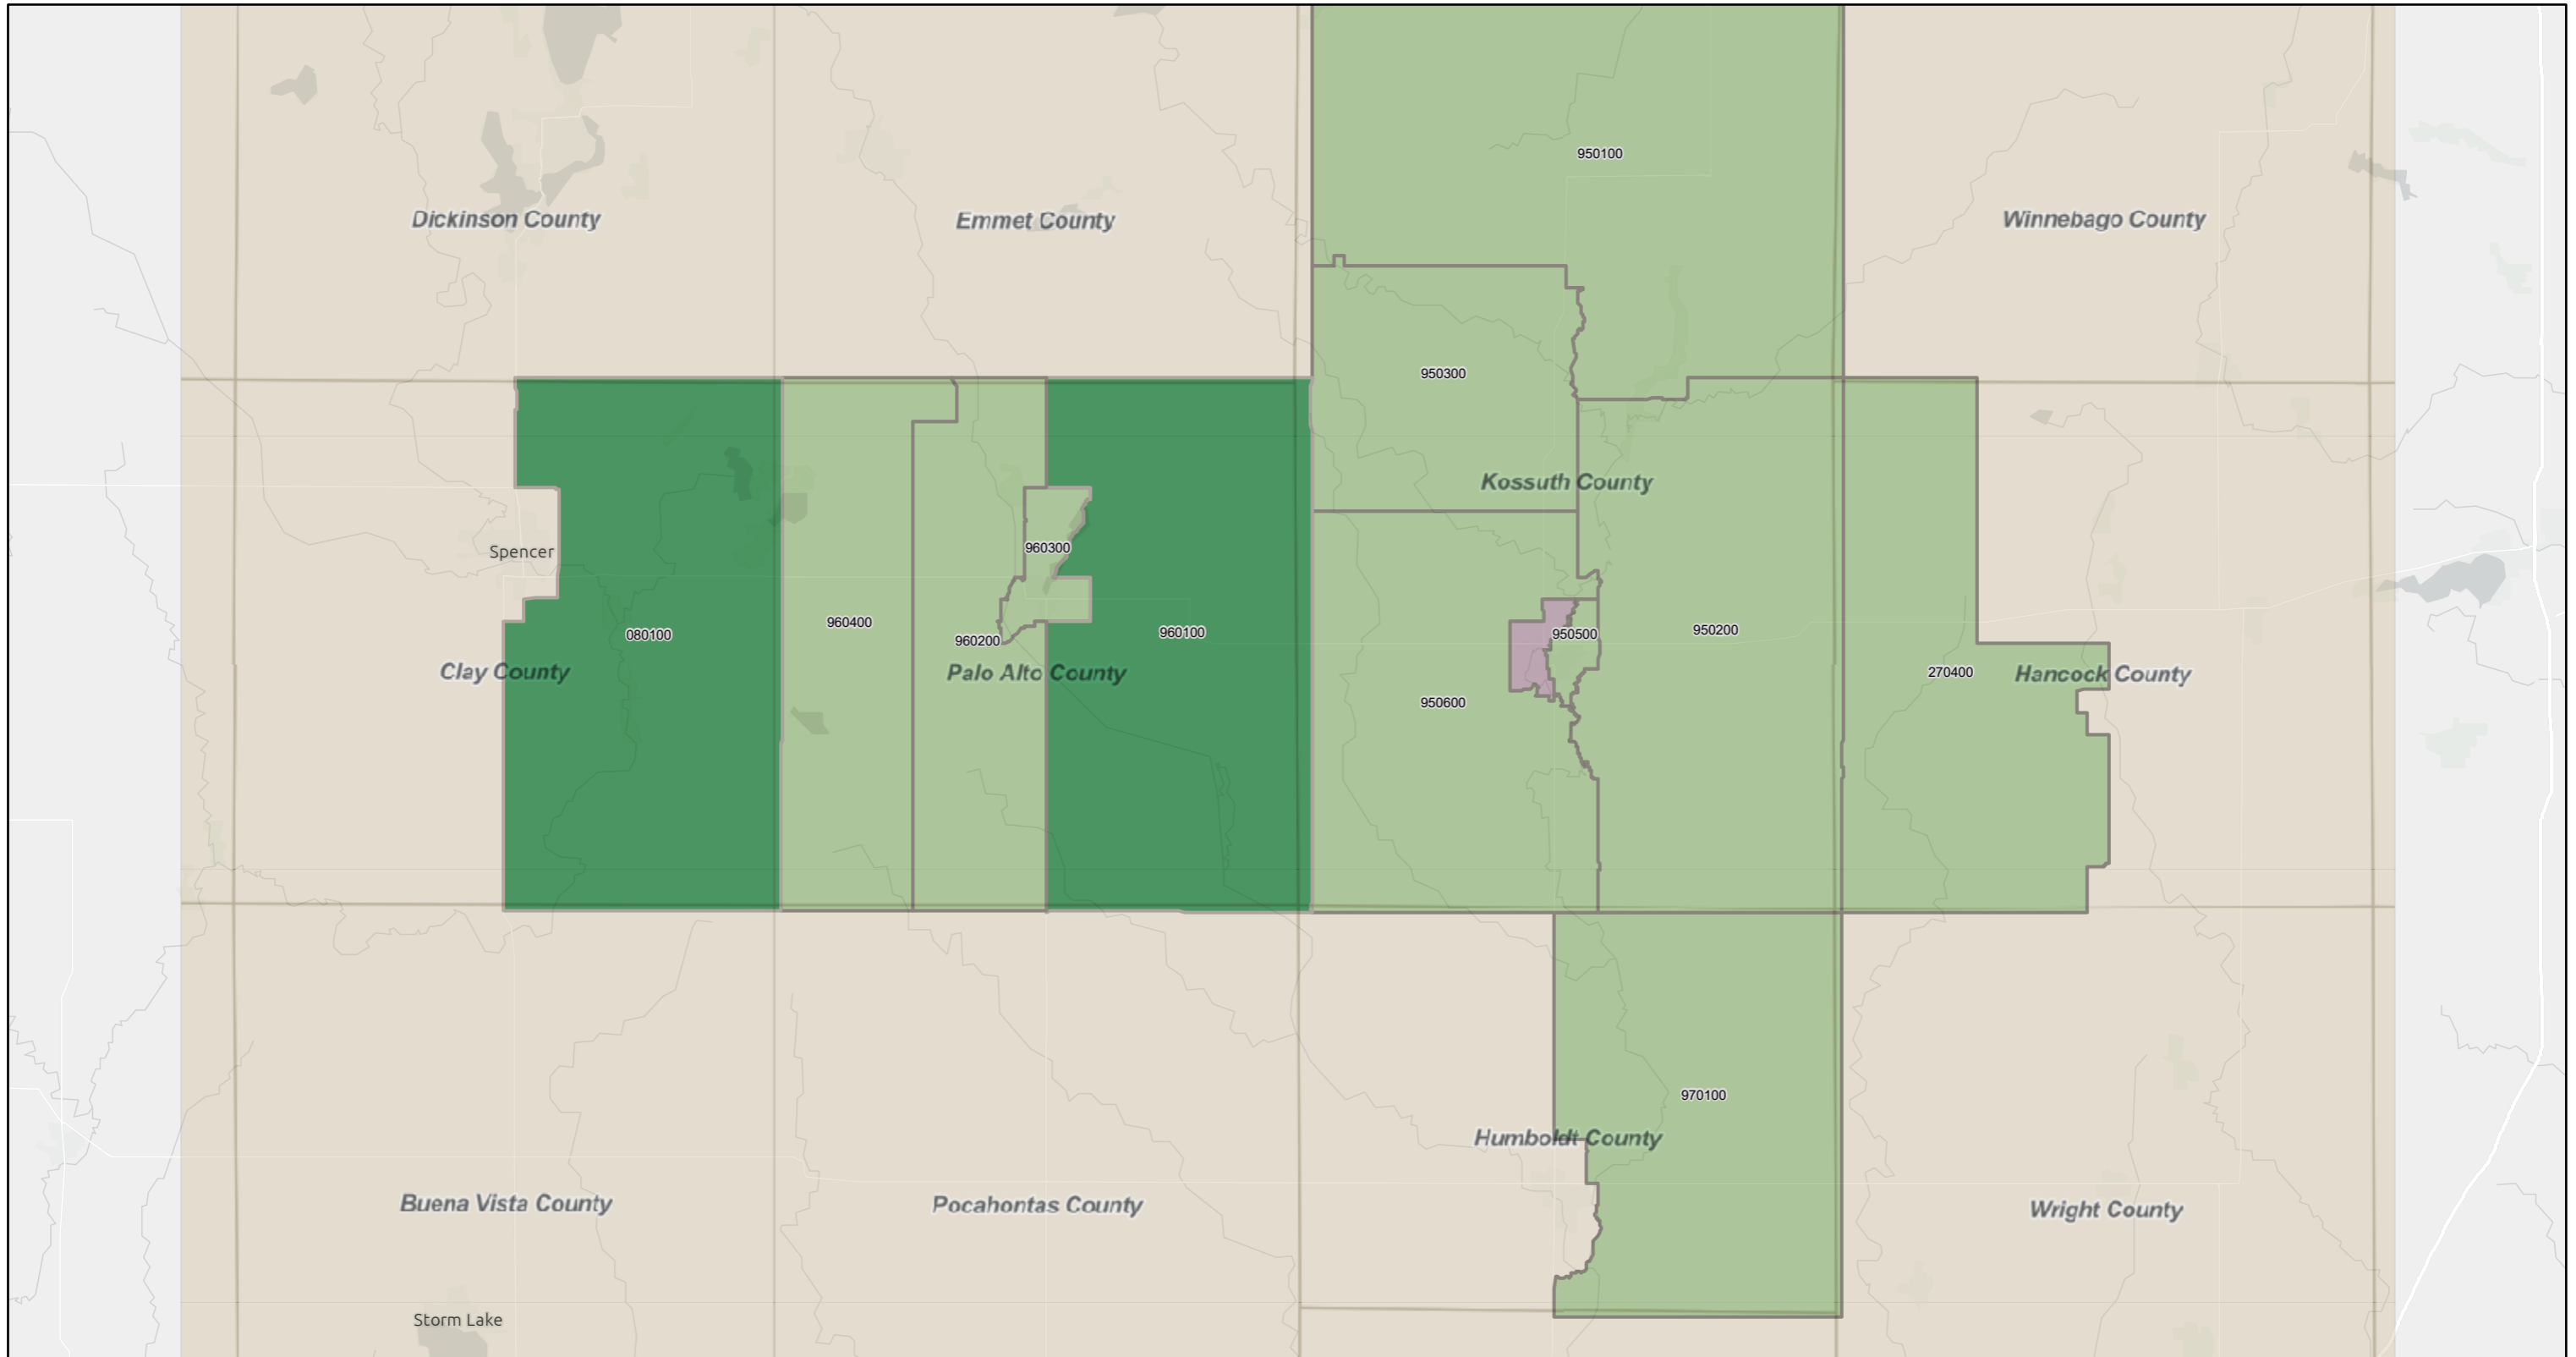 950100
Dickinson County
Emmet County
Winnebago County
950300
Kossuth County
Spencer
960300
080100
960400
960200
960100
950500
950200
Clay County
Palo Alto County
270400
Hancock County
950600
970100
Humboldt County
Buena Vista County
Pocahontas County
Wright County
Storm Lake